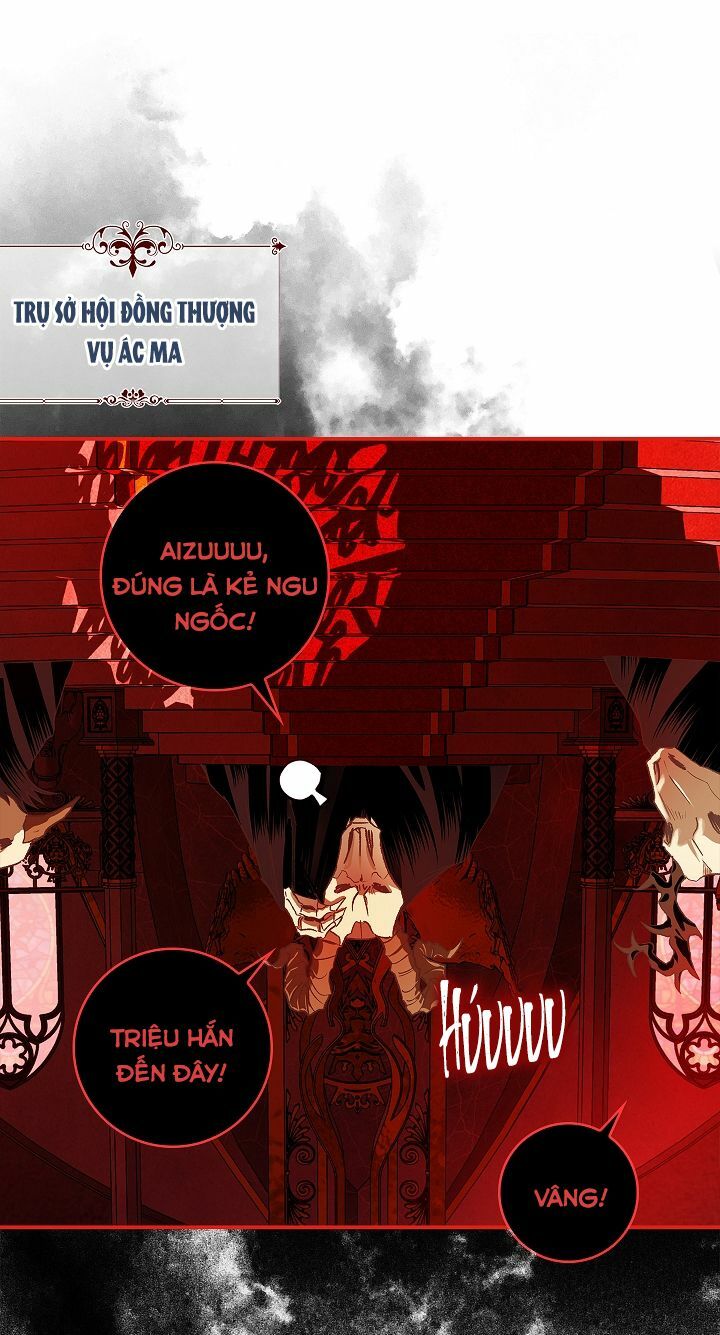 TRỤ SỞ HỘI ĐỒNG THƯỢNG
VỤ ÁC MA
AIZUUUU,
ĐÚNG LÀ KẺ NGU
NGỐC!
TRIỆU HẮN
ĐẾN ĐÂY!
HÚUUUU
VÂNG!